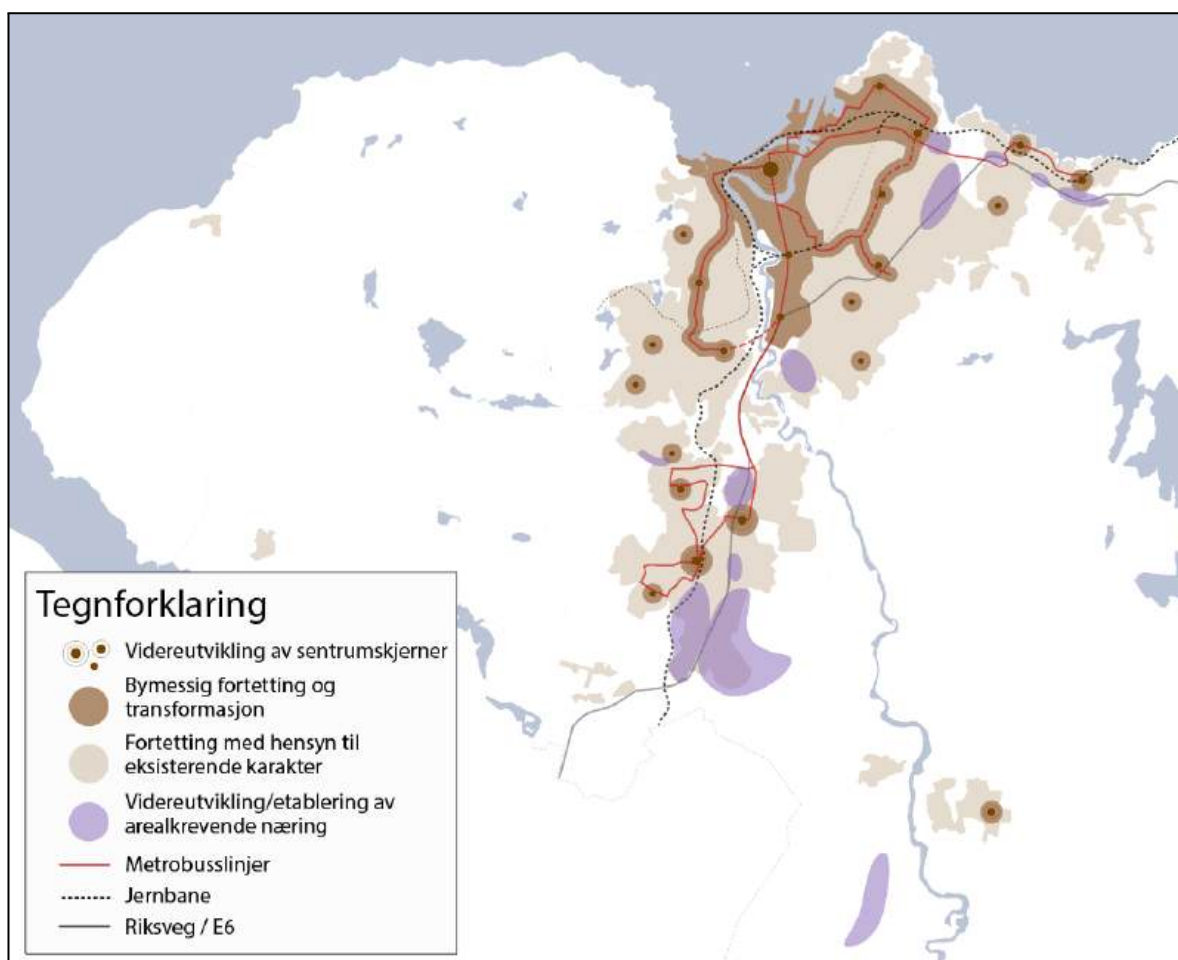 Tegnforklaring
Videreutvikling av sentrumskjerner
Bymessig fortetting og
transformasjon
Fortetting med hensyn til
eksisterende karakter
Videreutvikling/etablering av
arealkrevende næring
Metrobusslinjer
Jernbane
Riksveg / E6